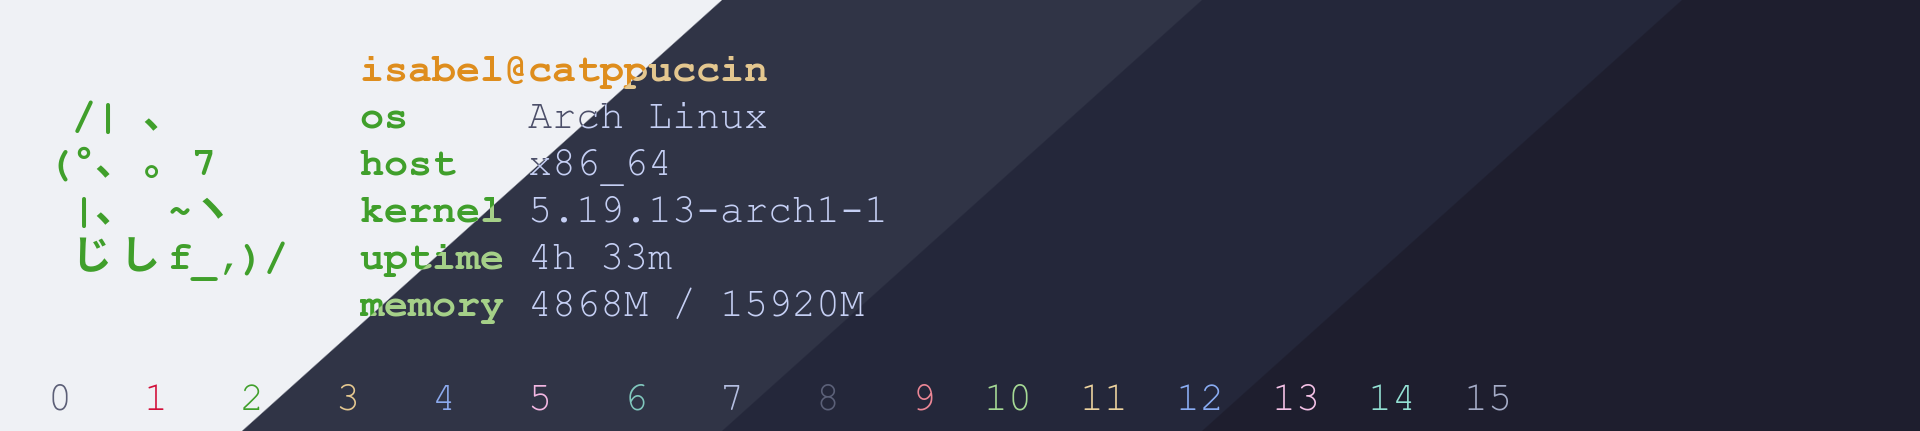 isabel@catppuccin
/| 、 os Arch Linux
(°、 。 7 host x86_64
|、 ~ヽ kernel 5.19.13-arch1-1
じしf_,)/ uptime 4h 33m
memory 4868M / 15920M
0 1 2 3 4 5 6 7 8 9 10 11 12 13 14 15